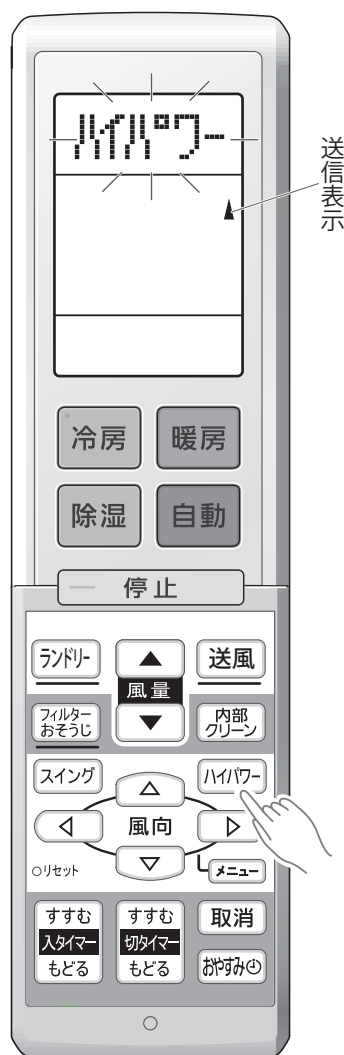 ハイパワー
送信表示
冷房 暖房
除湿 自動
停止
ランドリー 風量 送風
フィルター
おそうじ
内部
クリーン
スイング ハイパワー
風向
リセット メニュー
すすむ すすむ 取消
入タイマー 切タイマー
もどる もどる おやすみ